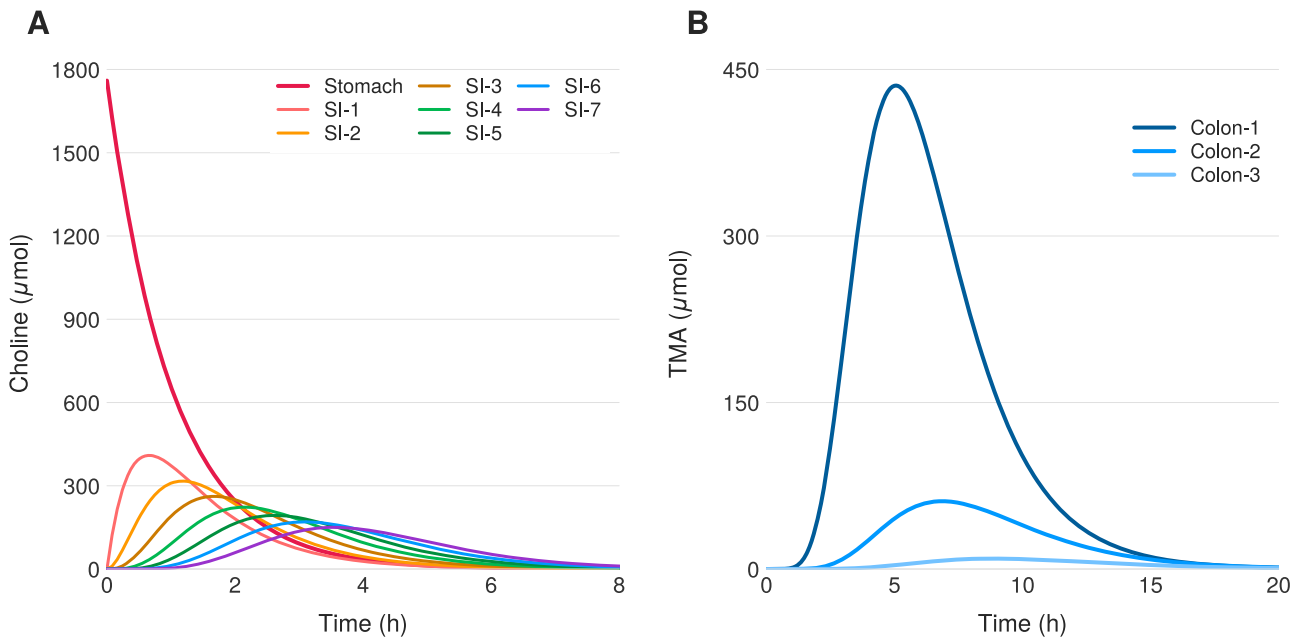 A
Choline (µmol)
1800
1500
1200
900
600
300
0
Stomach
SI-1
SI-2
SI-3
SI-4
SI-5
SI-6
SI-7
0 2 4 6 8
Time (h)
B
TMA (µmol)
450
300
150
0
Colon-1
Colon-2
Colon-3
0 5 10 15 20
Time (h)